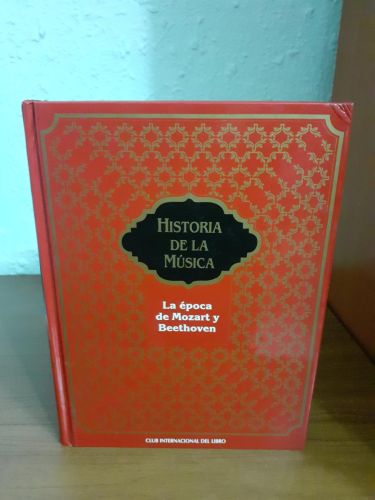 HISTORIA
DE LA
MÚSICA
La época
de Mozart y
Beethoven
CLUB INTERNACIONAL DEL LIBRO